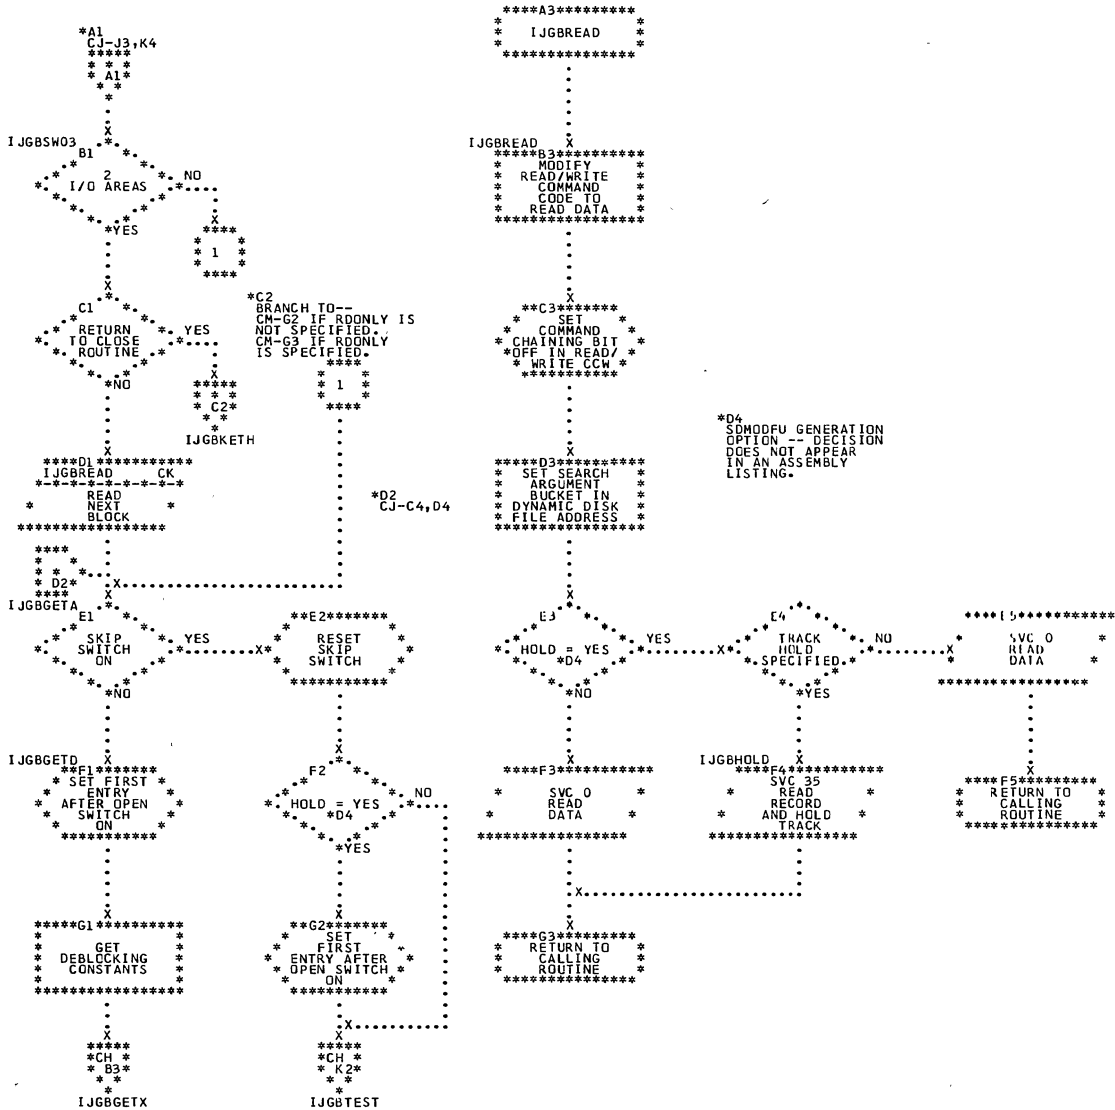 *A1
CJ-J3,K4
A1
IJGBSW03
B1
2
I/O AREAS
NO
YES
1
C1
RETURN
TO CLOSE
ROUTINE
YES
NO
C2
IJGBKETH
*C2
BRANCH TO--
CM-G2 IF RDONLY IS
NOT SPECIFIED.
CM-G3 IF RDONLY
IS SPECIFIED.
1
D1
IJGBREAD CK
READ
NEXT
BLOCK
*D2
CJ-C4,D4
D2
IJGBGETA
E1
SKIP
SWITCH
ON
YES
NO
E2
RESET
SKIP
SWITCH
IJGBGETD
F1
SET FIRST
ENTRY
AFTER OPEN
SWITCH
ON
F2
HOLD = YES
*D4
NO
YES
G1
GET
DEBLOCKING
CONSTANTS
G2
SET
FIRST
ENTRY AFTER
OPEN SWITCH
ON
CH
B3
IJGBGETX
CH
K2
IJGBTEST
A3
IJGBREAD
IJGBREAD
B3
MODIFY
READ/WRITE
COMMAND
CODE TO
READ DATA
C3
SET
COMMAND
CHAINING BIT
OFF IN READ/
WRITE CCW
D3
SET SEARCH
ARGUMENT
BUCKET IN
DYNAMIC DISK
FILE ADDRESS
*D4
SDMODFU GENERATION
OPTION -- DECISION
DOES NOT APPEAR
IN AN ASSEMBLY
LISTING.
E3
HOLD = YES
*D4
YES
NO
E4
TRACK
HOLD
SPECIFIED
NO
YES
E5
SVC 0
READ
DATA
F3
SVC 0
READ
DATA
IJGBHOLD
F4
SVC 35
READ
RECORD
AND HOLD
TRACK
F5
RETURN TO
CALLING
ROUTINE
G3
RETURN TO
CALLING
ROUTINE